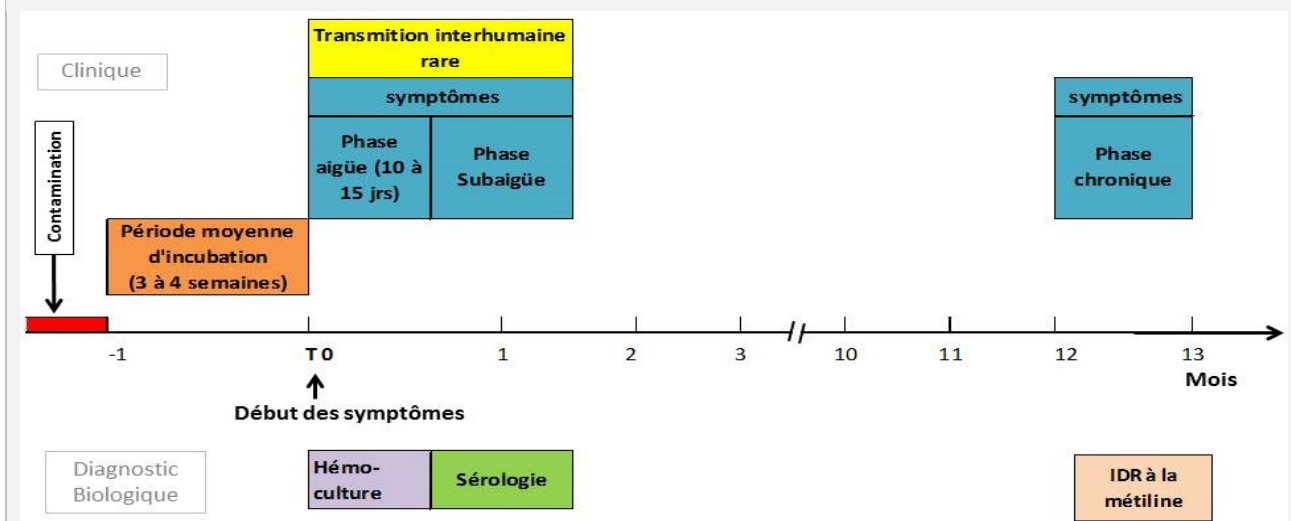 Transmition interhumaine
rare
Clinique
symptômes
symptômes
Contamination
Phase
aigüe (10 à
15 jrs)
Phase
Subaigüe
Phase
chronique
Période moyenne
d'incubation
(3 à 4 semaines)
-1
T 0
1
2
3
10
11
12
13
Mois
Début des symptômes
Diagnostic
Biologique
Hémo-
culture
Sérologie
IDR à la
métiline